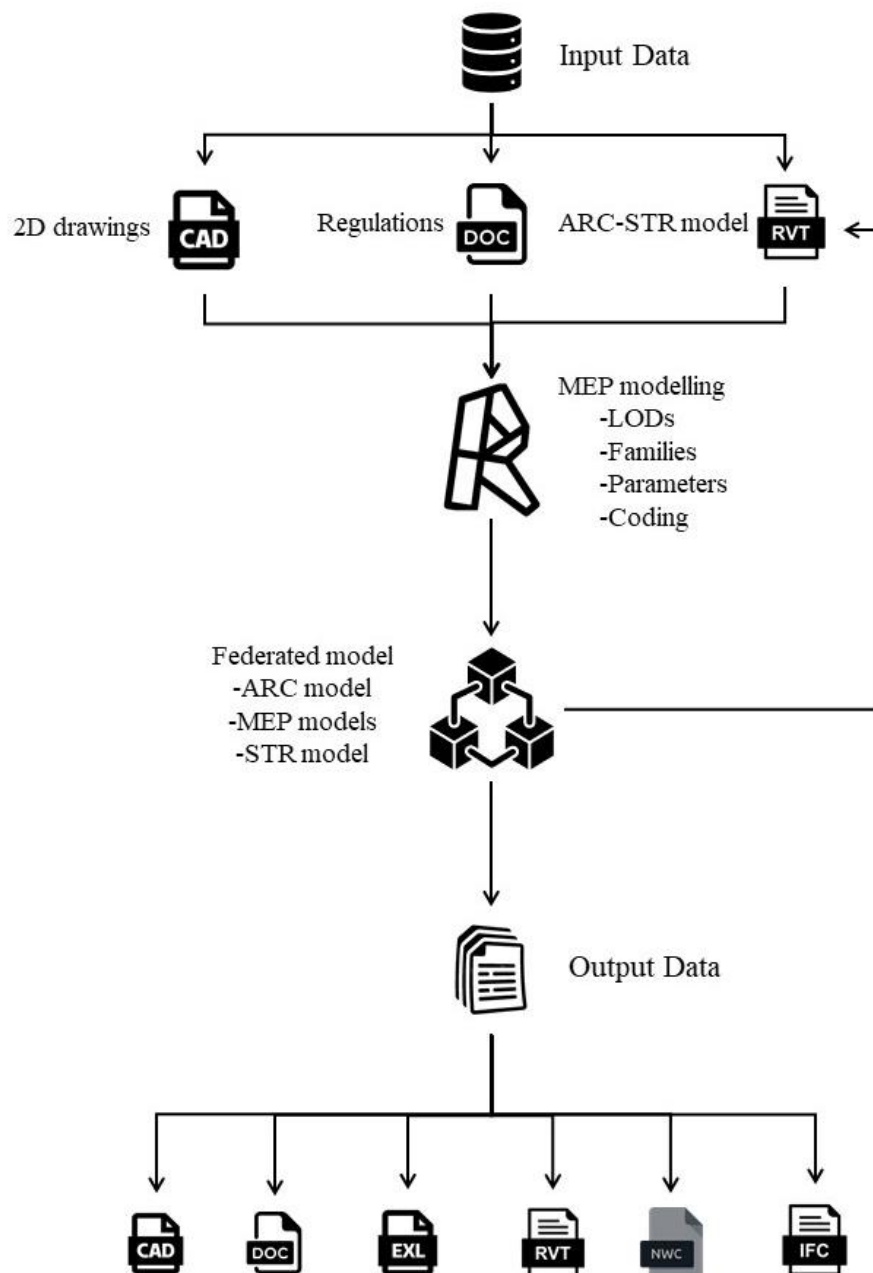 Input Data
2D drawings
CAD
Regulations
DOC
ARC-STR model
RVT
MEP modelling
-LODs
-Families
-Parameters
-Coding
Federated model
-ARC model
-MEP models
-STR model
Output Data
CAD
DOC
EXL
RVT
NWC
IFC